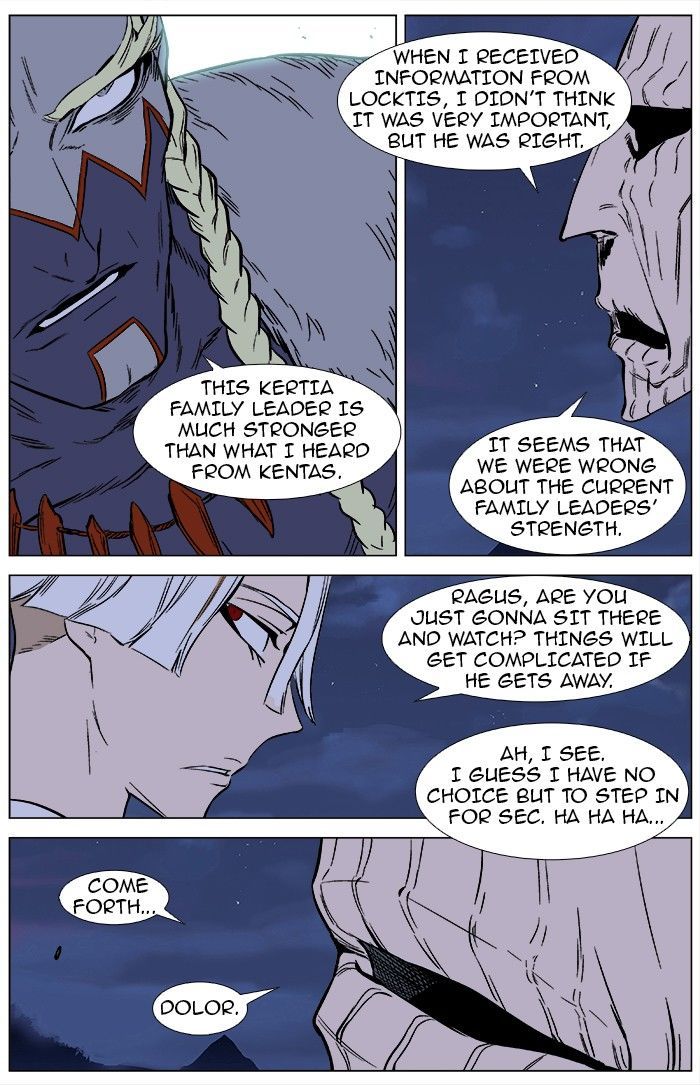 WHEN I RECEIVED
INFORMATION FROM
LOCKTIS, I DIDN'T THINK
IT WAS VERY IMPORTANT,
BUT HE WAS RIGHT.
THIS KERTIA
FAMILY LEADER IS
MUCH STRONGER
THAN WHAT I HEARD
FROM KENTAS.
IT SEEMS THAT
WE WERE WRONG
ABOUT THE CURRENT
FAMILY LEADERS'
STRENGTH.
RAGUS, ARE YOU
JUST GONNA SIT THERE
AND WATCH? THINGS WILL
GET COMPLICATED IF
HE GETS AWAY.
AH, I SEE.
I GUESS I HAVE NO
CHOICE BUT TO STEP IN
FOR SEC. HA HA HA...
COME
FORTH...
DOLOR.